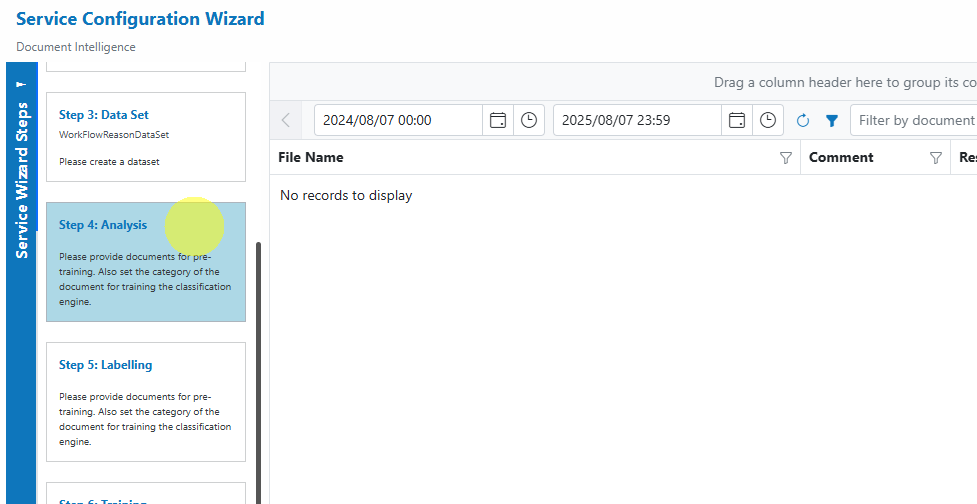 Service Configuration Wizard
Document Intelligence
Service Wizard Steps
Step 3: Data Set
WorkFlowReasonDataSet
Please create a dataset
Step 4: Analysis
Please provide documents for pre-
training. Also set the category of the
document for training the classification
engine.
Step 5: Labelling
Please provide documents for pre-
training. Also set the category of the
document for training the classification
engine.
Step 6: Training
Drag a column header here to group its co
2024/08/07 00:00
2025/08/07 23:59
Filter by document
File Name
Comment
Res
No records to display